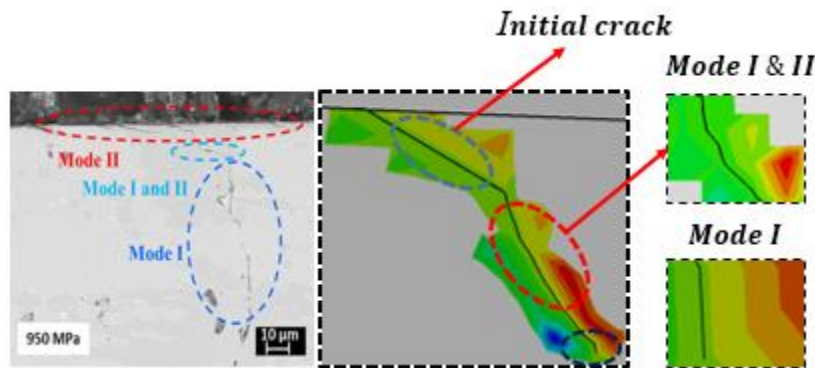 Initial crack
Mode I & II
Mode II
Mode I and II
Mode I
950 MPa
10 μm
Mode I